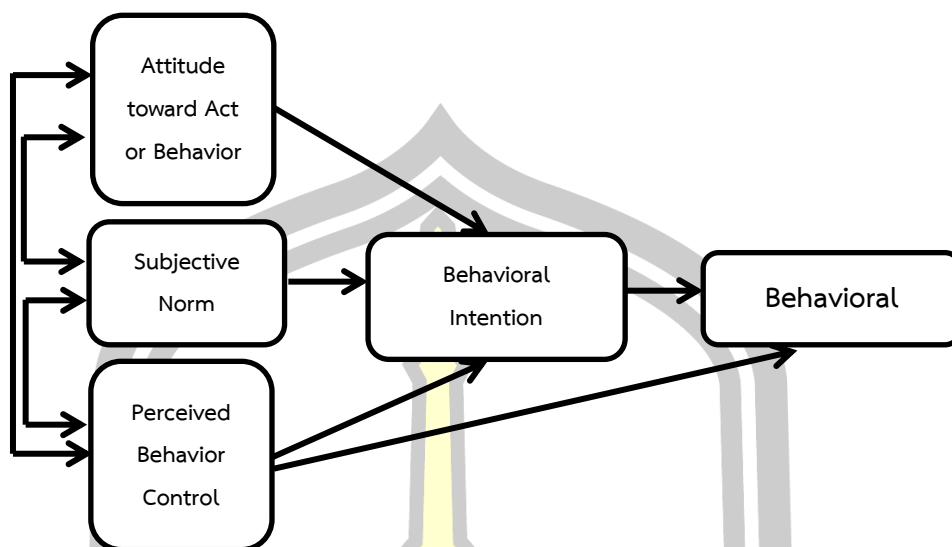 Attitude
toward Act
or Behavior
Subjective
Norm
Perceived
Behavior
Control
Behavioral
Intention
Behavioral